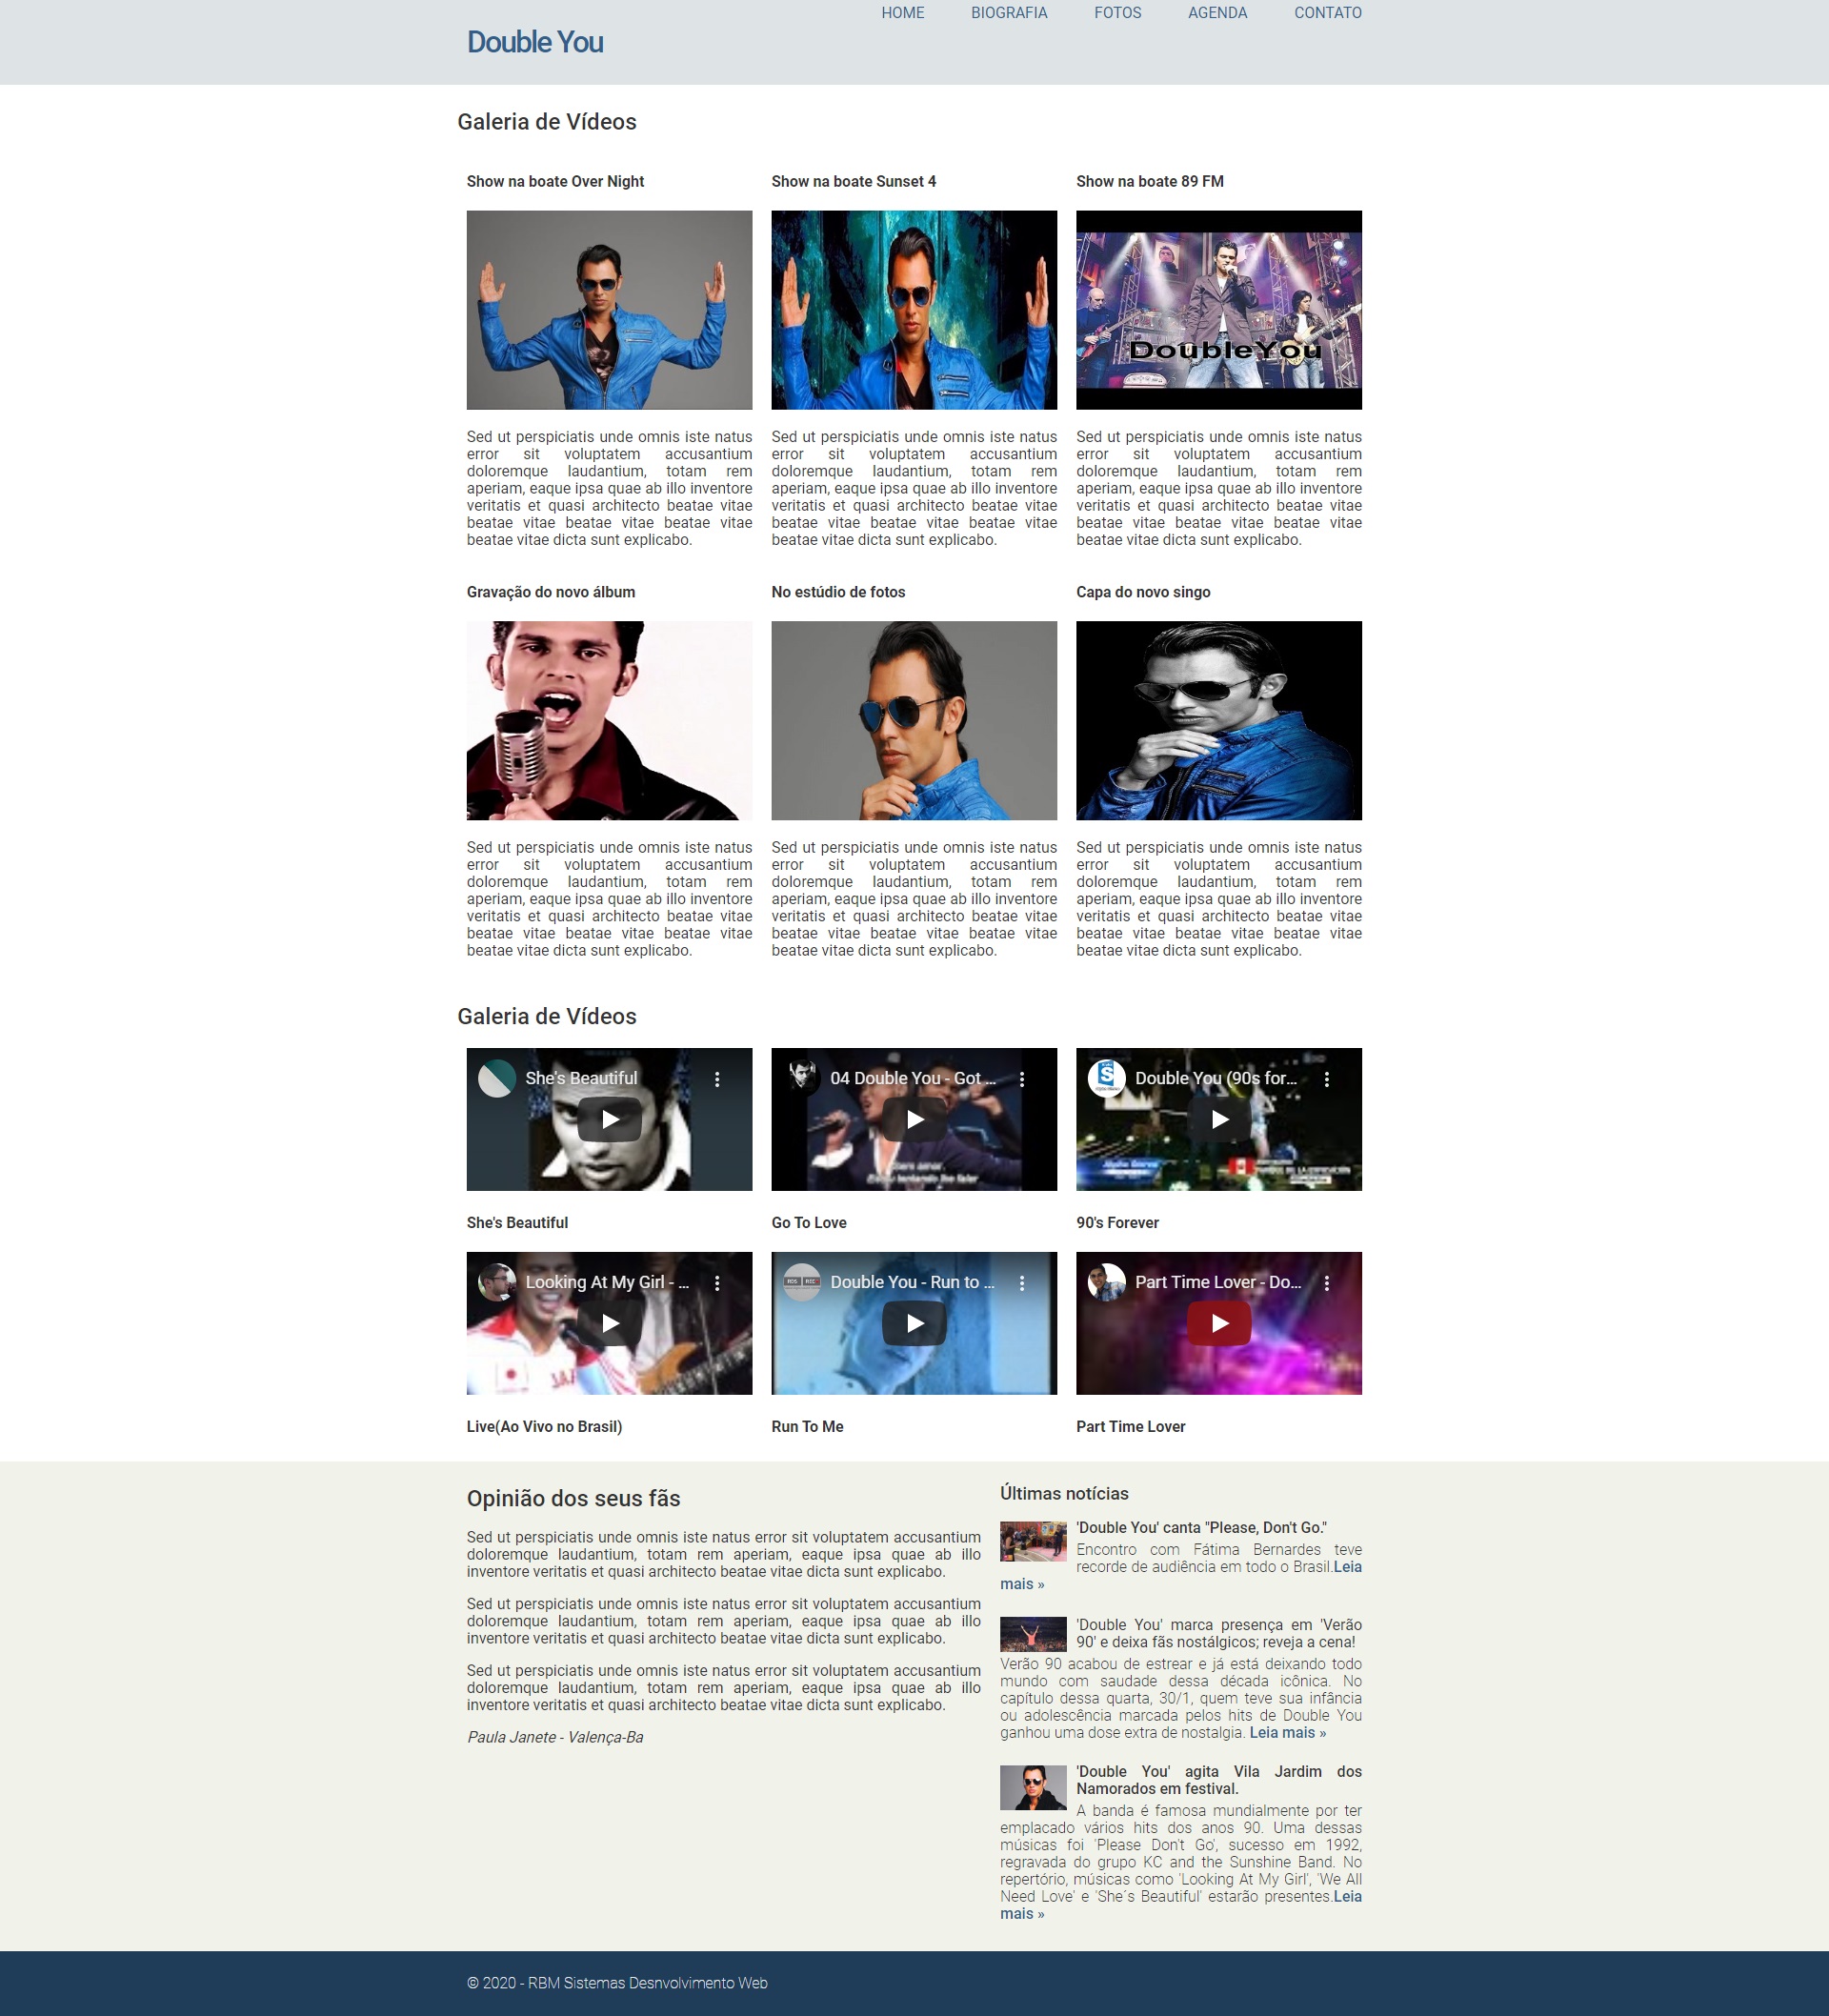 HOME BIOGRAFIA FOTOS AGENDA CONTATO
Double You
Galeria de Vídeos
Show na boate Over Night
Show na boate Sunset 4
Show na boate 89 FM
DoubleYou
Sed ut perspiciatis unde omnis iste natus
error sit voluptatem accusantium
doloremque laudantium, totam rem
aperiam, eaque ipsa quae ab illo inventore
veritatis et quasi architecto beatae vitae
beatae vitae beatae vitae beatae vitae
beatae vitae dicta sunt explicabo.
Sed ut perspiciatis unde omnis iste natus
error sit voluptatem accusantium
doloremque laudantium, totam rem
aperiam, eaque ipsa quae ab illo inventore
veritatis et quasi architecto beatae vitae
beatae vitae beatae vitae beatae vitae
beatae vitae dicta sunt explicabo.
Sed ut perspiciatis unde omnis iste natus
error sit voluptatem accusantium
doloremque laudantium, totam rem
aperiam, eaque ipsa quae ab illo inventore
veritatis et quasi architecto beatae vitae
beatae vitae beatae vitae beatae vitae
beatae vitae dicta sunt explicabo.
Gravação do novo álbum
No estúdio de fotos
Capa do novo singo
Sed ut perspiciatis unde omnis iste natus
error sit voluptatem accusantium
doloremque laudantium, totam rem
aperiam, eaque ipsa quae ab illo inventore
veritatis et quasi architecto beatae vitae
beatae vitae beatae vitae beatae vitae
beatae vitae dicta sunt explicabo.
Sed ut perspiciatis unde omnis iste natus
error sit voluptatem accusantium
doloremque laudantium, totam rem
aperiam, eaque ipsa quae ab illo inventore
veritatis et quasi architecto beatae vitae
beatae vitae beatae vitae beatae vitae
beatae vitae dicta sunt explicabo.
Sed ut perspiciatis unde omnis iste natus
error sit voluptatem accusantium
doloremque laudantium, totam rem
aperiam, eaque ipsa quae ab illo inventore
veritatis et quasi architecto beatae vitae
beatae vitae beatae vitae beatae vitae
beatae vitae dicta sunt explicabo.
Galeria de Vídeos
She's Beautiful
04 Double You - Got ...
Double You (90s for...
She's Beautiful
Go To Love
90's Forever
Looking At My Girl - ...
Double You - Run to ...
Part Time Lover - Do...
Live(Ao Vivo no Brasil)
Run To Me
Part Time Lover
Opinião dos seus fãs
Sed ut perspiciatis unde omnis iste natus error sit voluptatem accusantium
doloremque laudantium, totam rem aperiam, eaque ipsa quae ab illo
inventore veritatis et quasi architecto beatae vitae dicta sunt explicabo.
Sed ut perspiciatis unde omnis iste natus error sit voluptatem accusantium
doloremque laudantium, totam rem aperiam, eaque ipsa quae ab illo
inventore veritatis et quasi architecto beatae vitae dicta sunt explicabo.
Sed ut perspiciatis unde omnis iste natus error sit voluptatem accusantium
doloremque laudantium, totam rem aperiam, eaque ipsa quae ab illo
inventore veritatis et quasi architecto beatae vitae dicta sunt explicabo.
Paula Janete - Valença-Ba
Últimas notícias
'Double You' canta "Please, Don't Go."
Encontro com Fátima Bernardes teve
recorde de audiência em todo o Brasil.Leia
mais »
'Double You' marca presença em 'Verão
90' e deixa fãs nostálgicos; reveja a cena!
Verão 90 acabou de estrear e já está deixando todo
mundo com saudade dessa década icônica. No
capítulo dessa quarta, 30/1, quem teve sua infância
ou adolescência marcada pelos hits de Double You
ganhou uma dose extra de nostalgia. Leia mais »
'Double You' agita Vila Jardim dos
Namorados em festival.
A banda é famosa mundialmente por ter
emplacado vários hits dos anos 90. Uma dessas
músicas foi 'Please Don't Go', sucesso em 1992,
regravada do grupo KC and the Sunshine Band. No
repertório, músicas como 'Looking At My Girl', 'We All
Need Love' e 'She´s Beautiful' estarão presentes.Leia
mais »
© 2020 - RBM Sistemas Desnvolvimento Web